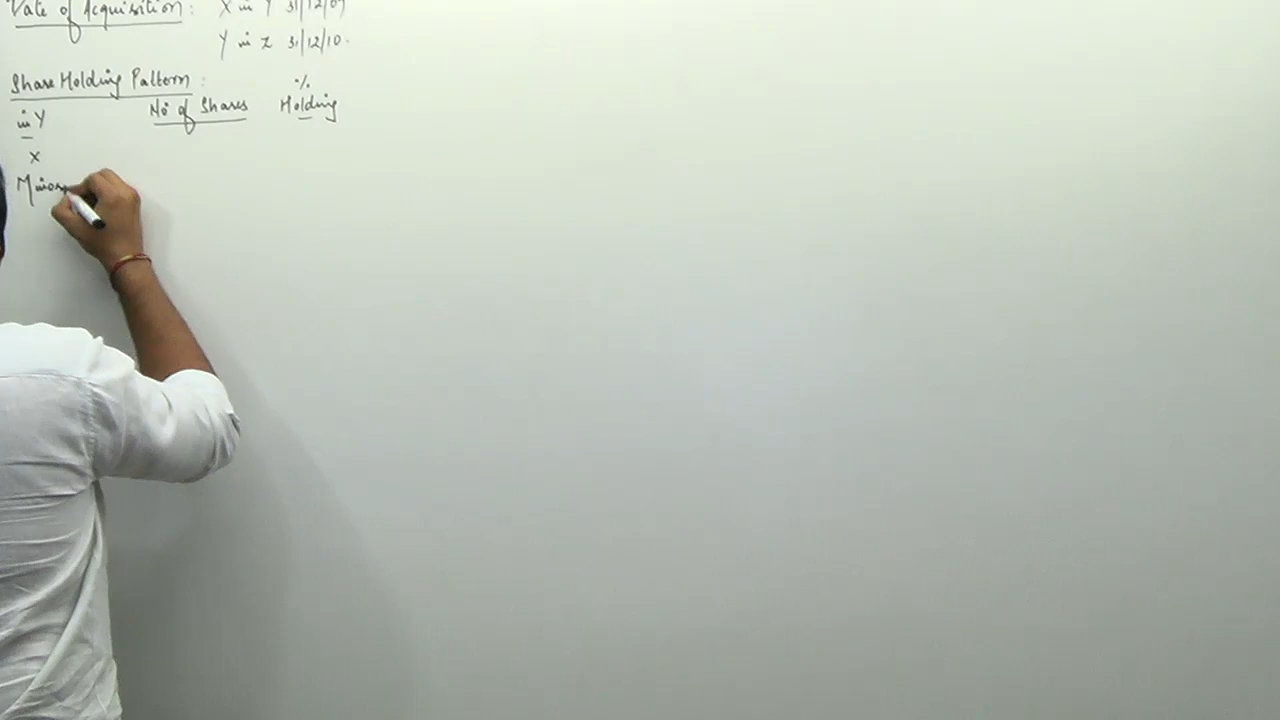 Date of Acquisition : X in Y 31/12/09
Y in Z 31/12/10.
Share Holding Pattern :
No of Shares % Holding
in Y
X
Minor